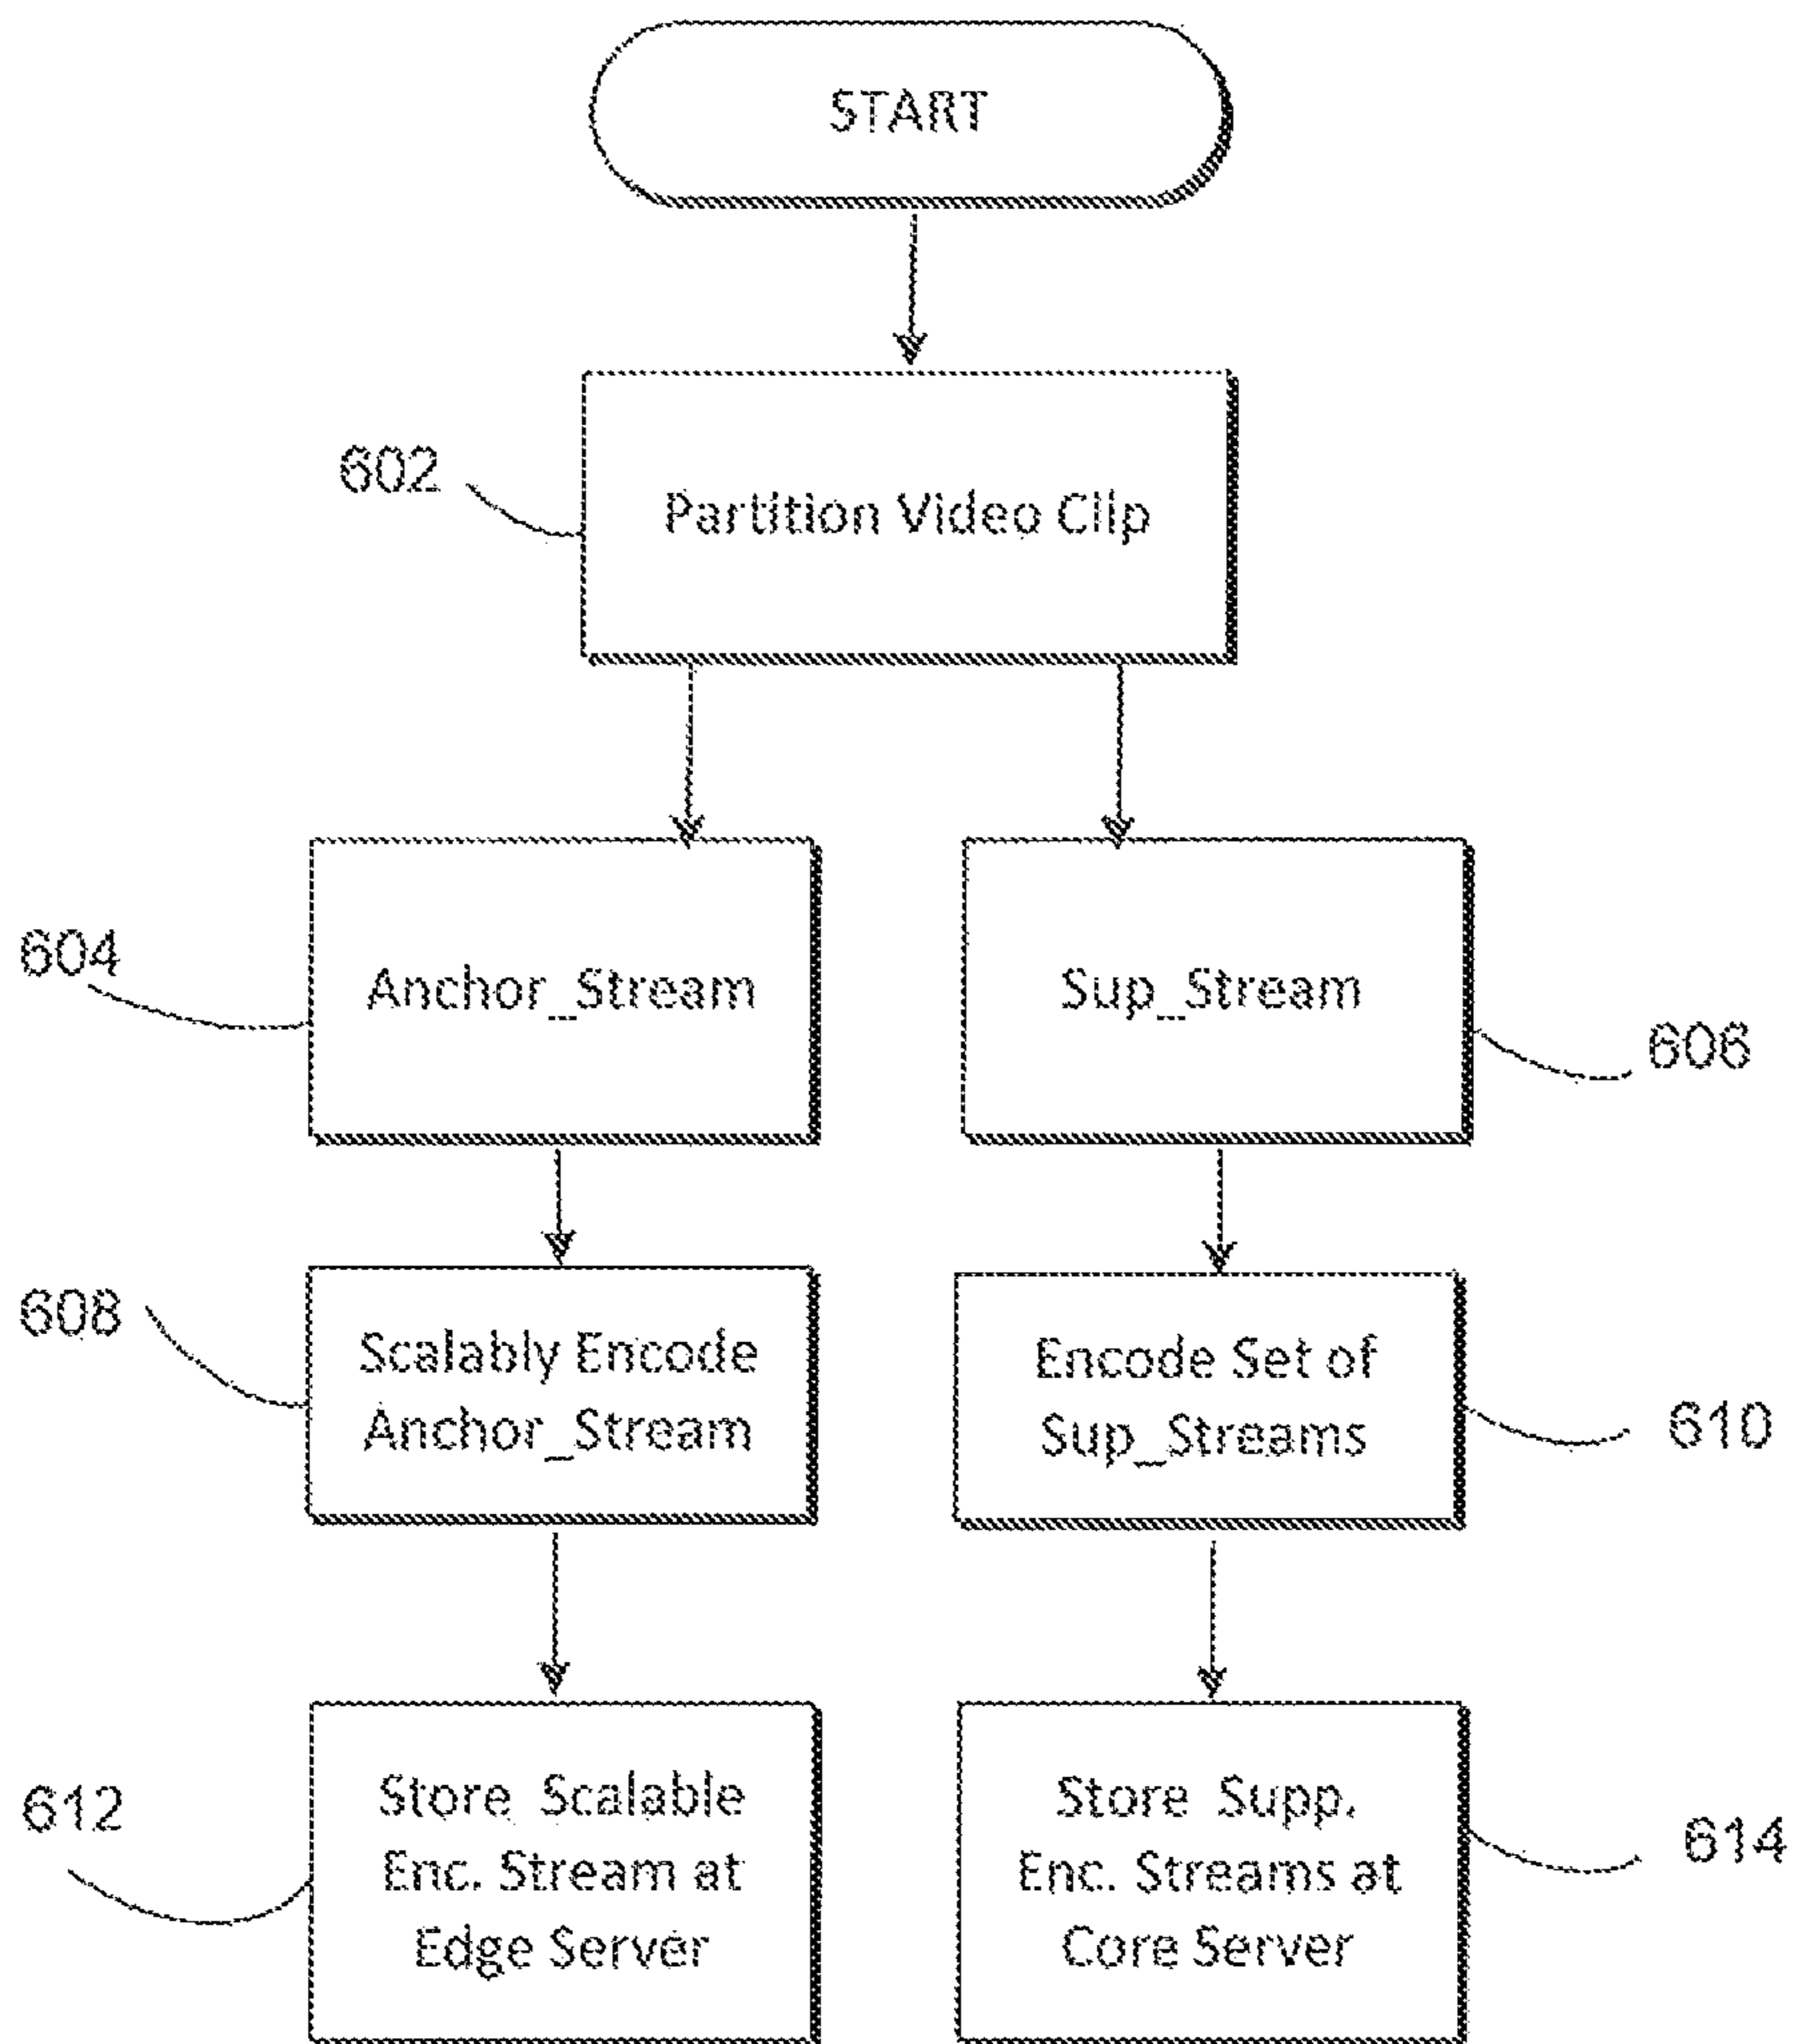 START
602
Partition Video Clip
604
Anchor_Stream
Sup_Stream
606
608
Scalably Encode
Anchor_Stream
Encode Set of
Sup_Streams
610
612
Store Scalable
Enc. Stream at
Edge Server
Store Supp.
Enc. Streams at
Core Server
614